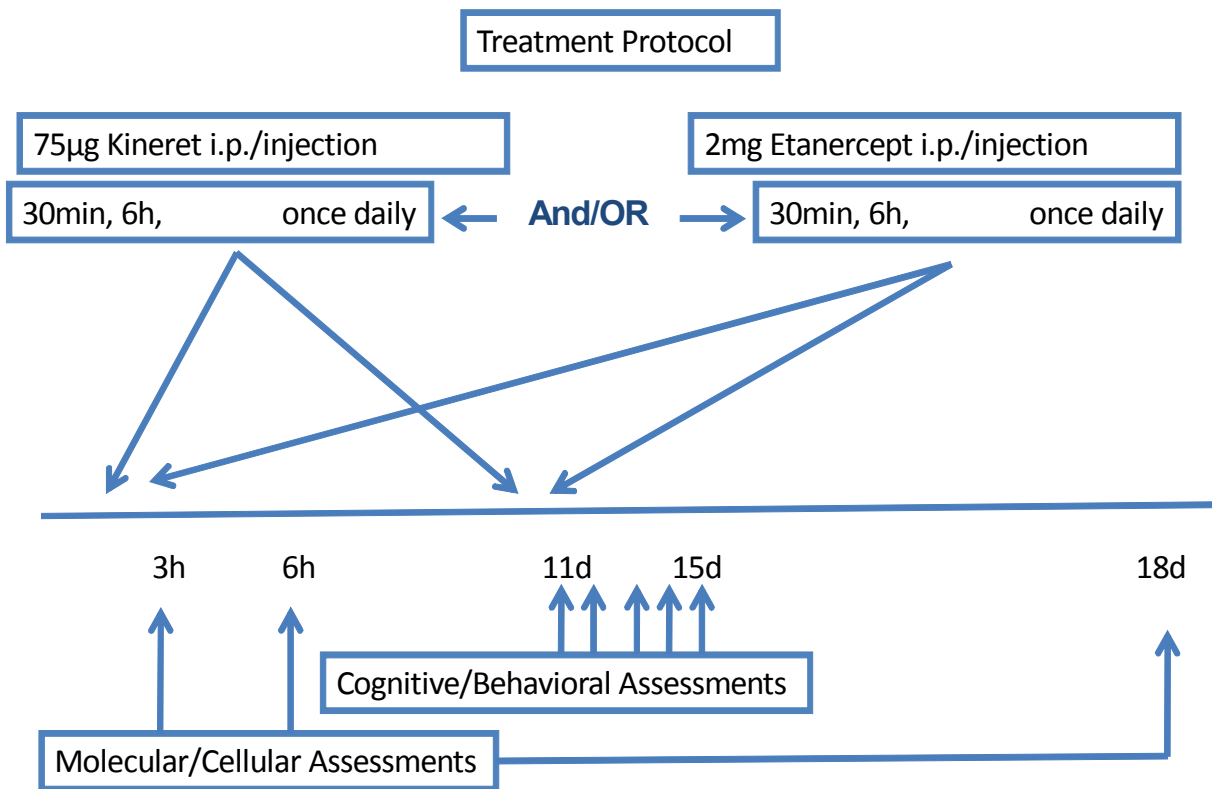 Treatment Protocol
75µg Kineret i.p./injection
2mg Etanercept i.p./injection
30min, 6h, once daily
And/OR
30min, 6h, once daily
3h
6h
11d
15d
18d
Cognitive/Behavioral Assessments
Molecular/Cellular Assessments